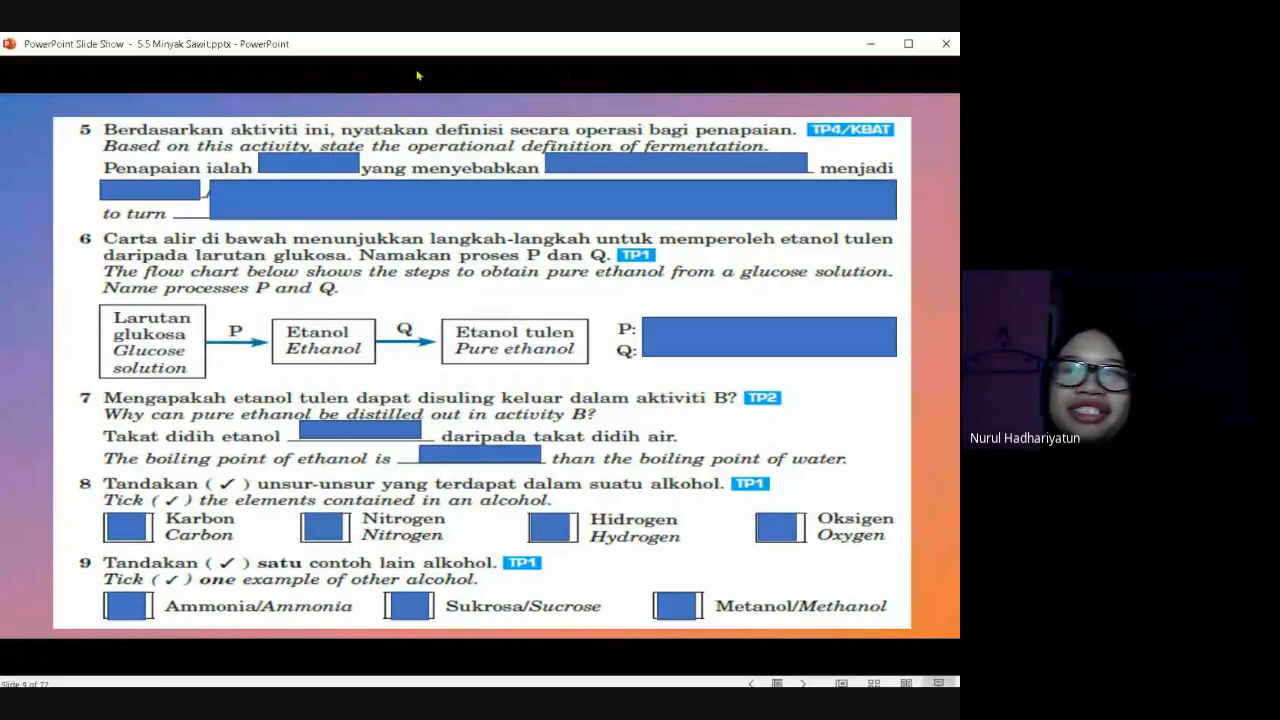 PowerPoint Slide Show - 5.5 Minyak Sawit.pptx - PowerPoint
5 Berdasarkan aktiviti ini, nyatakan definisi secara operasi bagi penapaian. TP4/KBAT
Based on this activity, state the operational definition of fermentation.
Penapaian ialah yang menyebabkan menjadi
to turn
6 Carta alir di bawah menunjukkan langkah-langkah untuk memperoleh etanol tulen
daripada larutan glukosa. Namakan proses P dan Q. TP1
The flow chart below shows the steps to obtain pure ethanol from a glucose solution.
Name processes P and Q.
Larutan
glukosa
Glucose
solution
P
Etanol
Ethanol
Q
Etanol tulen
Pure ethanol
P:
Q:
7 Mengapakah etanol tulen dapat disuling keluar dalam aktiviti B? TP2
Why can pure ethanol be distilled out in activity B?
Takat didih etanol daripada takat didih air.
The boiling point of ethanol is than the boiling point of water.
8 Tandakan ( ✓ ) unsur-unsur yang terdapat dalam suatu alkohol. TP1
Tick ( ✓ ) the elements contained in an alcohol.
Karbon
Carbon
Nitrogen
Nitrogen
Hidrogen
Hydrogen
Oksigen
Oxygen
9 Tandakan ( ✓ ) satu contoh lain alkohol. TP1
Tick ( ✓ ) one example of other alcohol.
Ammonia/Ammonia Sukrosa/Sucrose Metanol/Methanol
Slide 9 of 72
Nurul Hadhariyatun